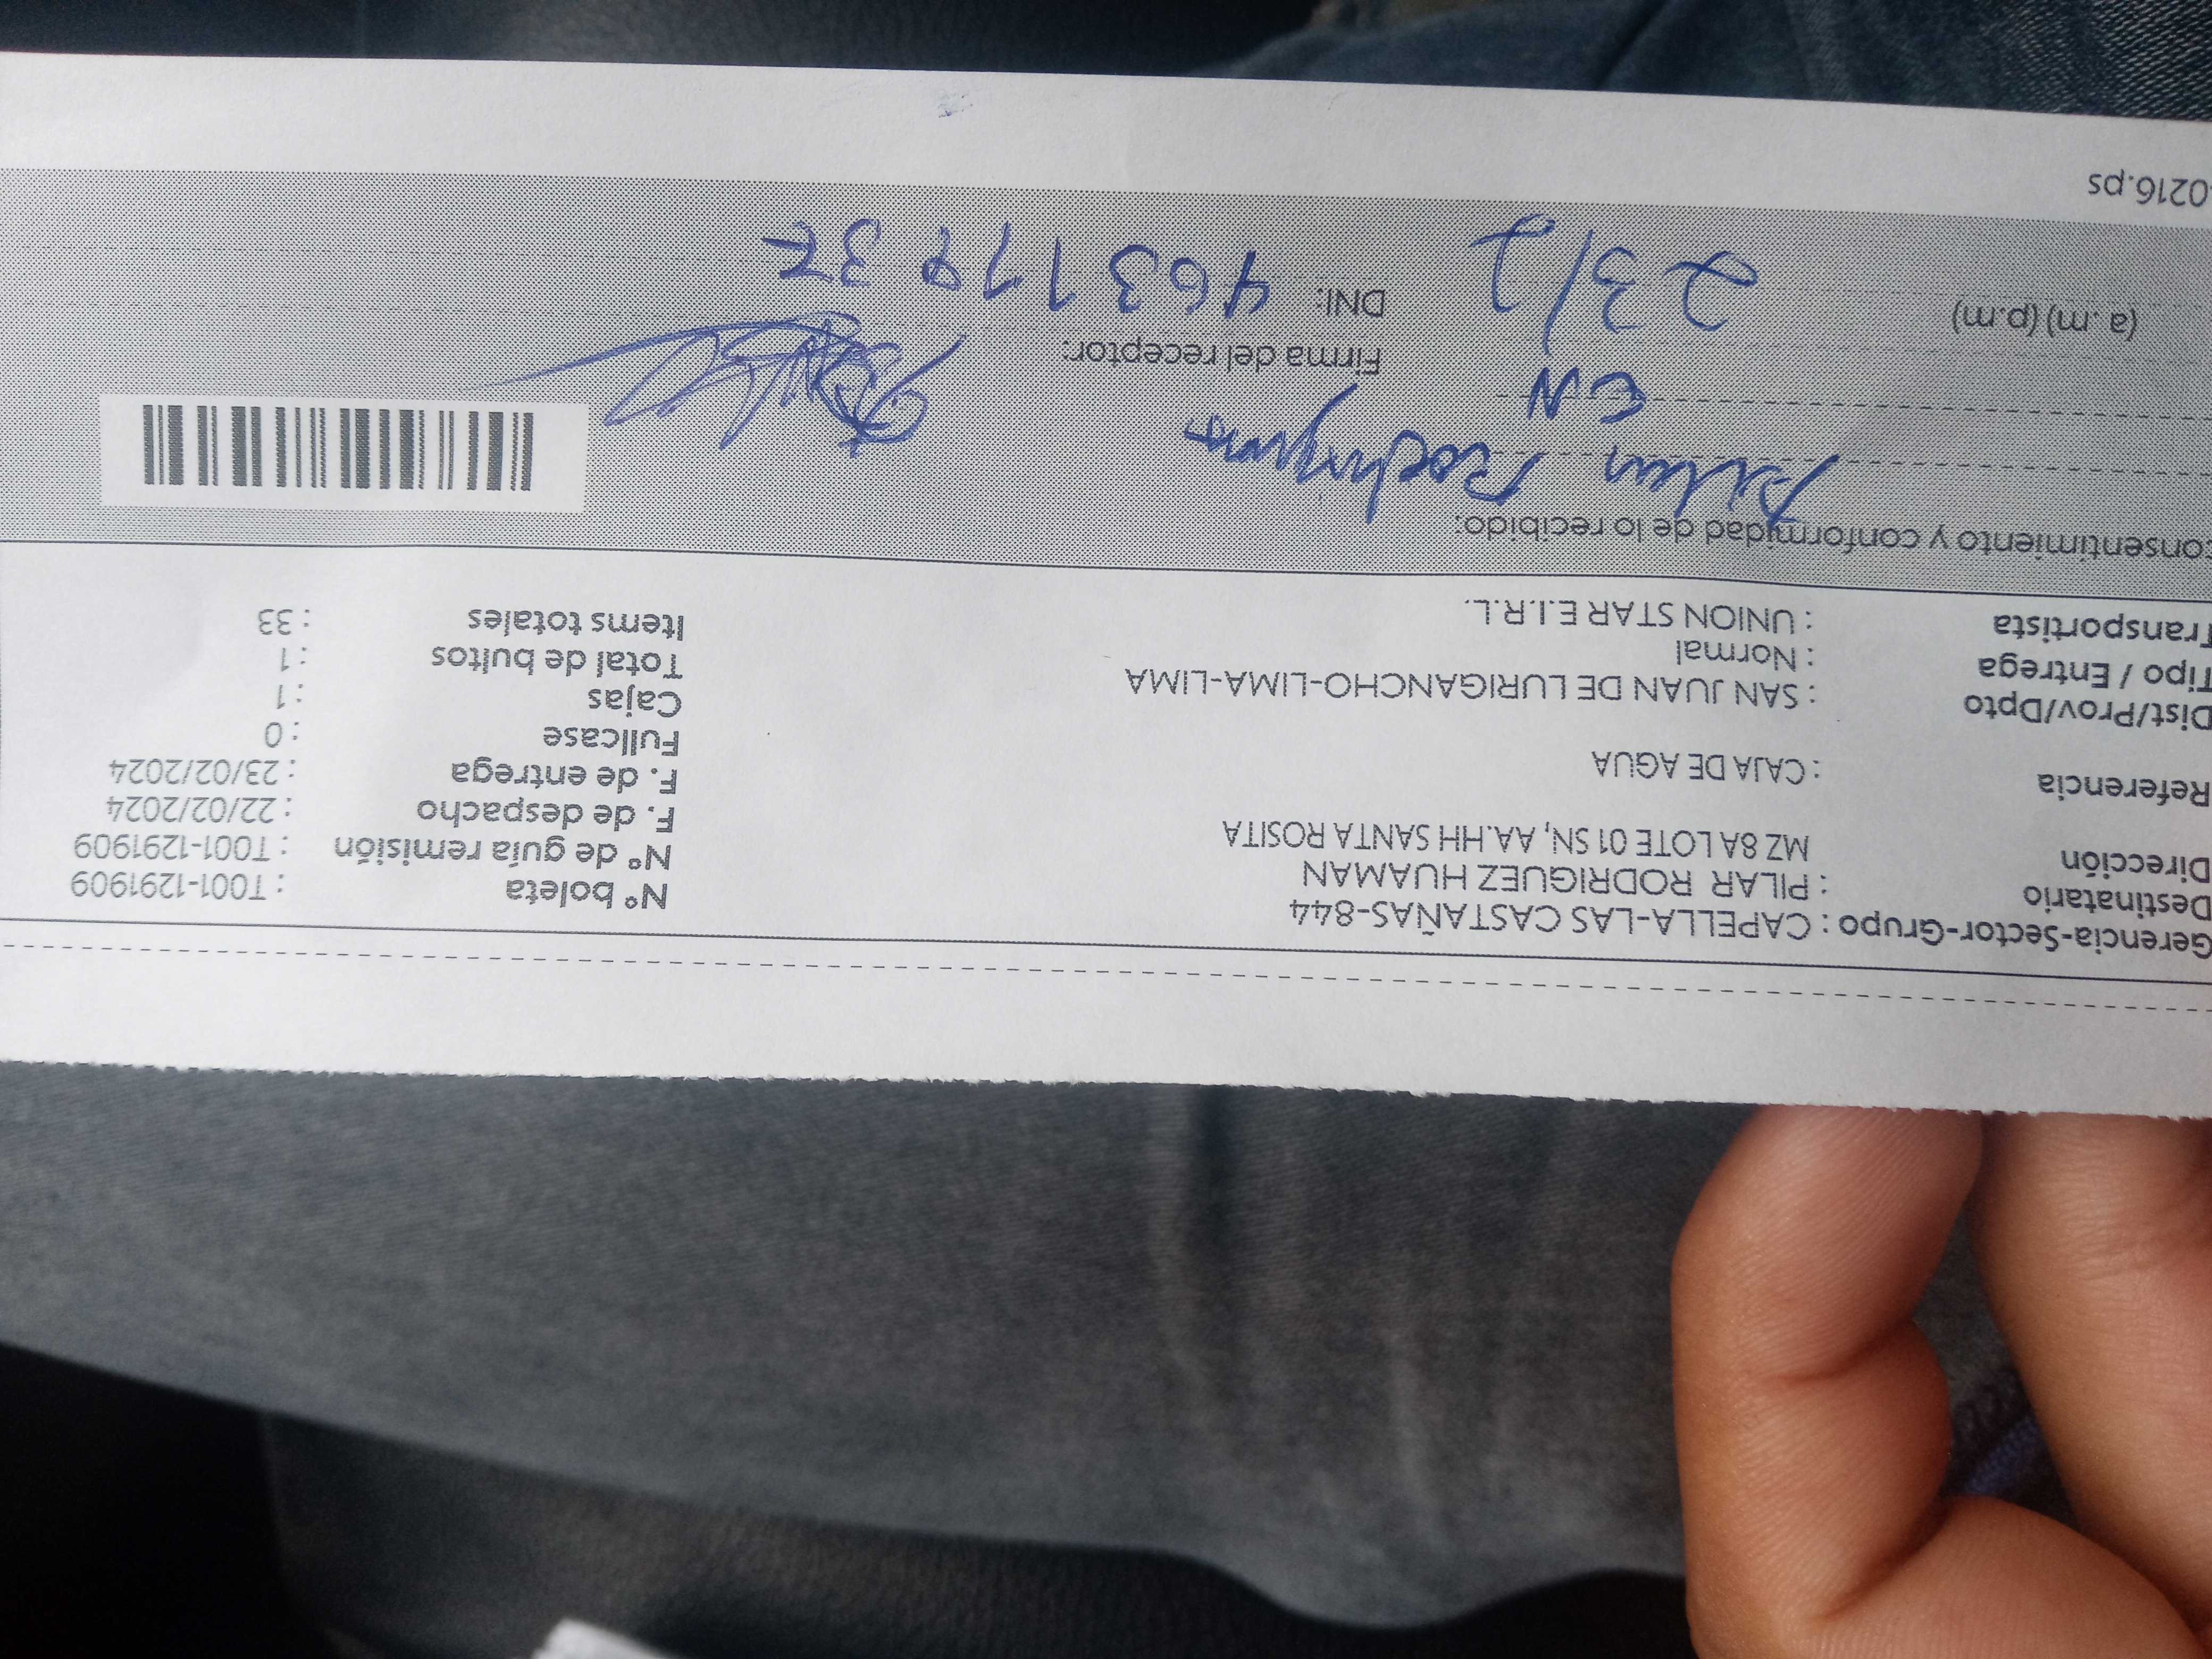 Gerencia-Sector-Grupo : CAPELLA-LAS CASTAÑAS-844
Destinatario : PILAR RODRIGUEZ HUAMAN
Dirección MZ 8A LOTE 01 SN, AA.HH SANTA ROSITA
Referencia : CAJA DE AGUA
Dist/Prov/Dpto : SAN JUAN DE LURIGANCHO-LIMA-LIMA
Tipo / Entrega : Normal
Transportista : UNION STAR E.I.R.L.
Nº boleta : T001-1291909
Nº de guía remisión : T001-1291909
F. de despacho : 22/02/2024
F. de entrega : 23/02/2024
Fullcase : 0
Cajas : 1
Total de bultos : 1
Items totales : 33
onsentimiento y conformidad de lo recibido:
EN
Firma del receptor:
(a .m) (p.m) 23/2 DNI:
0216.ps